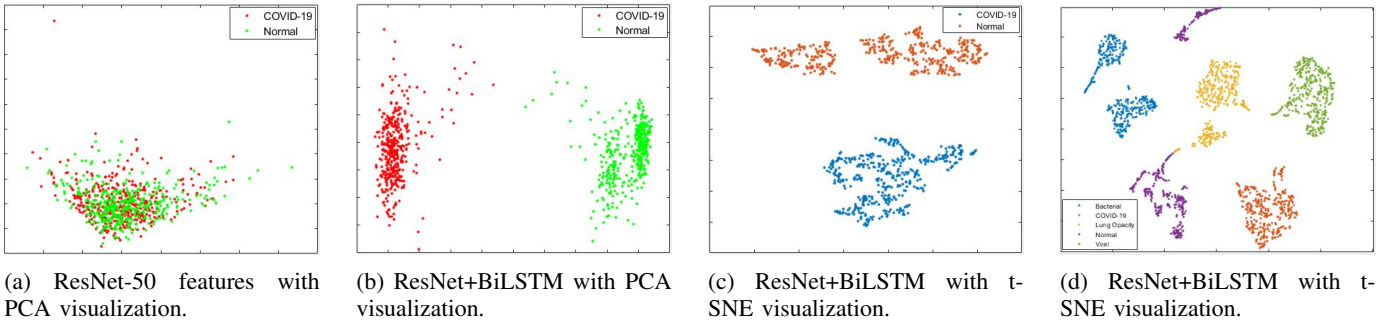 COVID-19
Normal
COVID-19
Normal
COVID-19
Normal
Bacterial
COVID-19
Lung Opacity
Normal
Viral
(a) ResNet-50 features with
PCA visualization.
(b) ResNet+BiLSTM with PCA
visualization.
(c) ResNet+BiLSTM with t-
SNE visualization.
(d) ResNet+BiLSTM with t-
SNE visualization.